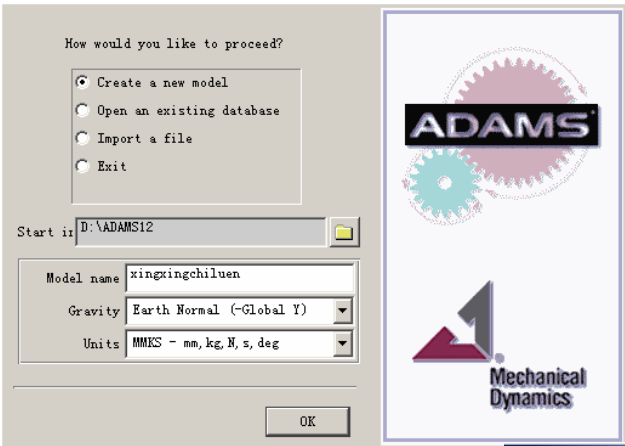 How would you like to proceed?
Create a new model
Open an existing database
Import a file
Exit
Start in D:\ADAMS12
Model name xingxingchiluen
Gravity Earth Normal (-Global Y)
Units MMKS - mm,kg,N,s,deg
OK
ADAMS
Mechanical
Dynamics